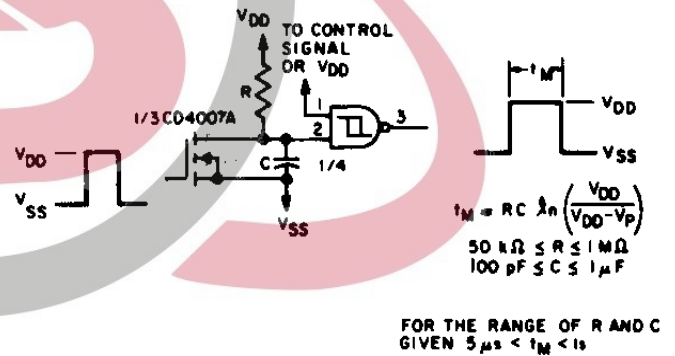 VDD
TO CONTROL
SIGNAL
OR VDD
R
1
2
3
1/3 CD4007A
C
1/4
VDD
VSS
VSS
tM
VDD
VSS
tM = RC ln (VDD / VDD-VP)
50 kΩ ≤ R ≤ 1 MΩ
100 pF ≤ C ≤ 1 µF
FOR THE RANGE OF R AND C
GIVEN 5 µs < tM < 1s